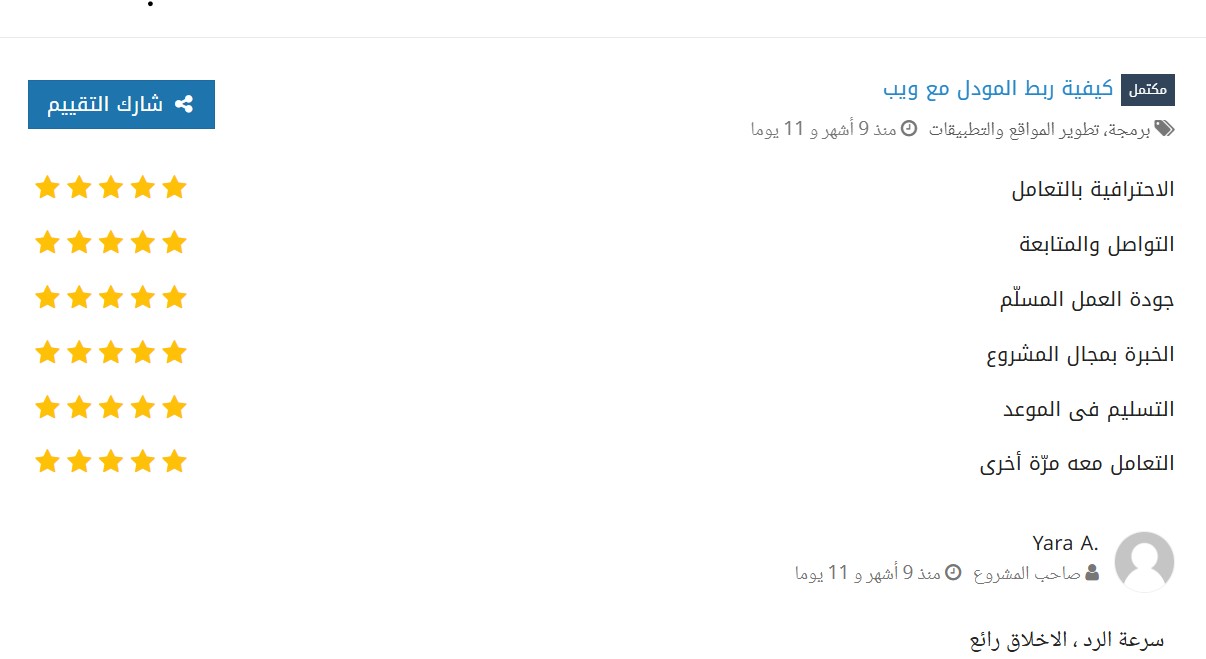 مكتمل كيفية ربط المودل مع ويب
برمجة، تطوير المواقع والتطبيقات منذ 9 أشهر و 11 يوما
شارك التقييم
الاحترافية بالتعامل
التواصل والمتابعة
جودة العمل المسلّم
الخبرة بمجال المشروع
التسليم فى الموعد
التعامل معه مرّة أخرى
Yara A.
صاحب المشروع منذ 9 أشهر و 11 يوما
سرعة الرد ، الاخلاق رائع